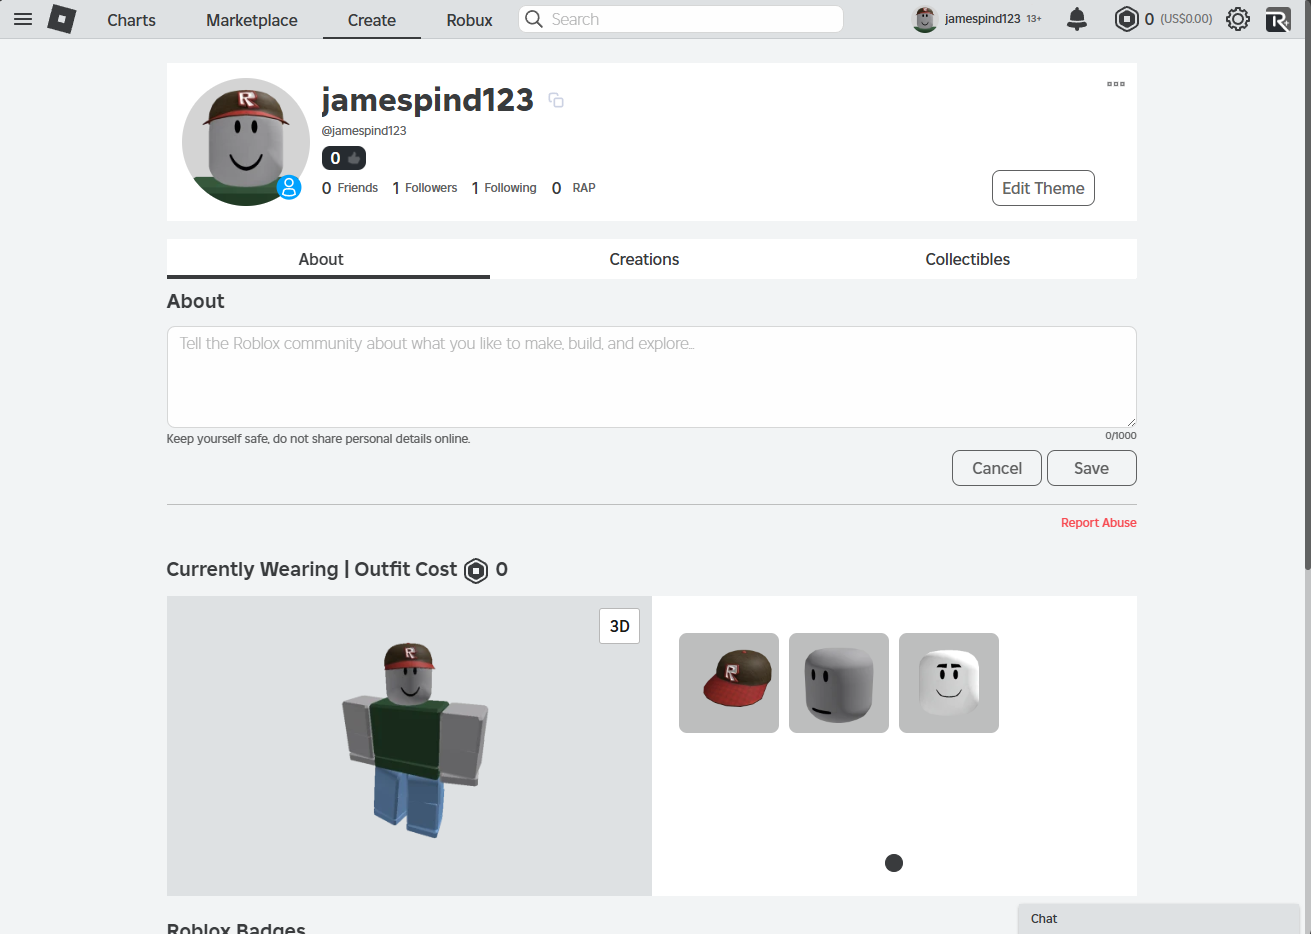 Charts Marketplace Create Robux Search jamespind123 13+ 0 (US$0.00)
jamespind123
@jamespind123
0
0 Friends 1 Followers 1 Following 0 RAP
Edit Theme
About Creations Collectibles
About
Tell the Roblox community about what you like to make, build, and explore...
Keep yourself safe, do not share personal details online.
0/1000
Cancel Save
Report Abuse
Currently Wearing | Outfit Cost 0
3D
Roblox Badges
Chat